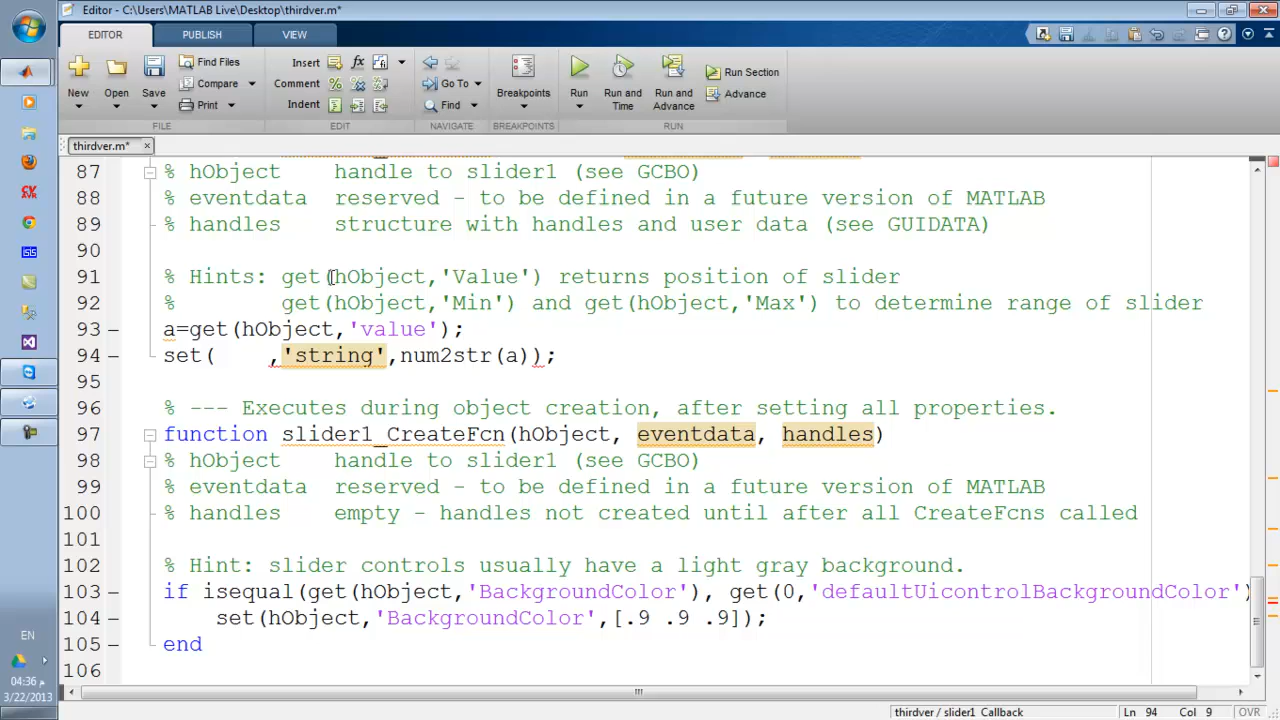 Editor - C:\Users\MATLAB Live\Desktop\thirdver.m*
EDITOR PUBLISH VIEW
New Open Save Find Files Compare Print
Insert Comment Indent
Go To Find
Breakpoints
Run Run and Time Run and Advance Run Section Advance
FILE EDIT NAVIGATE BREAKPOINTS RUN
thirdver.m*
87 % hObject    handle to slider1 (see GCBO)
88 % eventdata  reserved - to be defined in a future version of MATLAB
89 % handles    structure with handles and user data (see GUIDATA)
90
91 % Hints: get(hObject,'Value') returns position of slider
92 %        get(hObject,'Min') and get(hObject,'Max') to determine range of slider
93 a=get(hObject,'value');
94 set(    ,'string',num2str(a));
95
96 % --- Executes during object creation, after setting all properties.
97 function slider1_CreateFcn(hObject, eventdata, handles)
98 % hObject    handle to slider1 (see GCBO)
99 % eventdata  reserved - to be defined in a future version of MATLAB
100 % handles    empty - handles not created until after all CreateFcns called
101
102 % Hint: slider controls usually have a light gray background.
103 if isequal(get(hObject,'BackgroundColor'), get(0,'defaultUicontrolBackgroundColor')
104     set(hObject,'BackgroundColor',[.9 .9 .9]);
105 end
106
thirdver / slider1_Callback Ln 94 Col 9 OVR
EN
04:36 م
3/22/2013